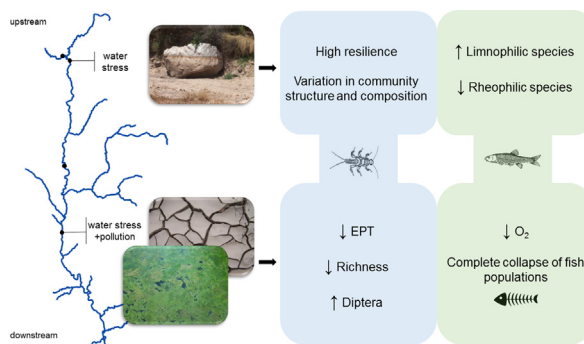 upstream
water
stress
High resilience
Variation in community
structure and composition
↑ Limnophilic species
↓ Rheophilic species
water stress
+pollution
↓ EPT
↓ Richness
↑ Diptera
↓ O₂
Complete collapse of fish
populations
downstream